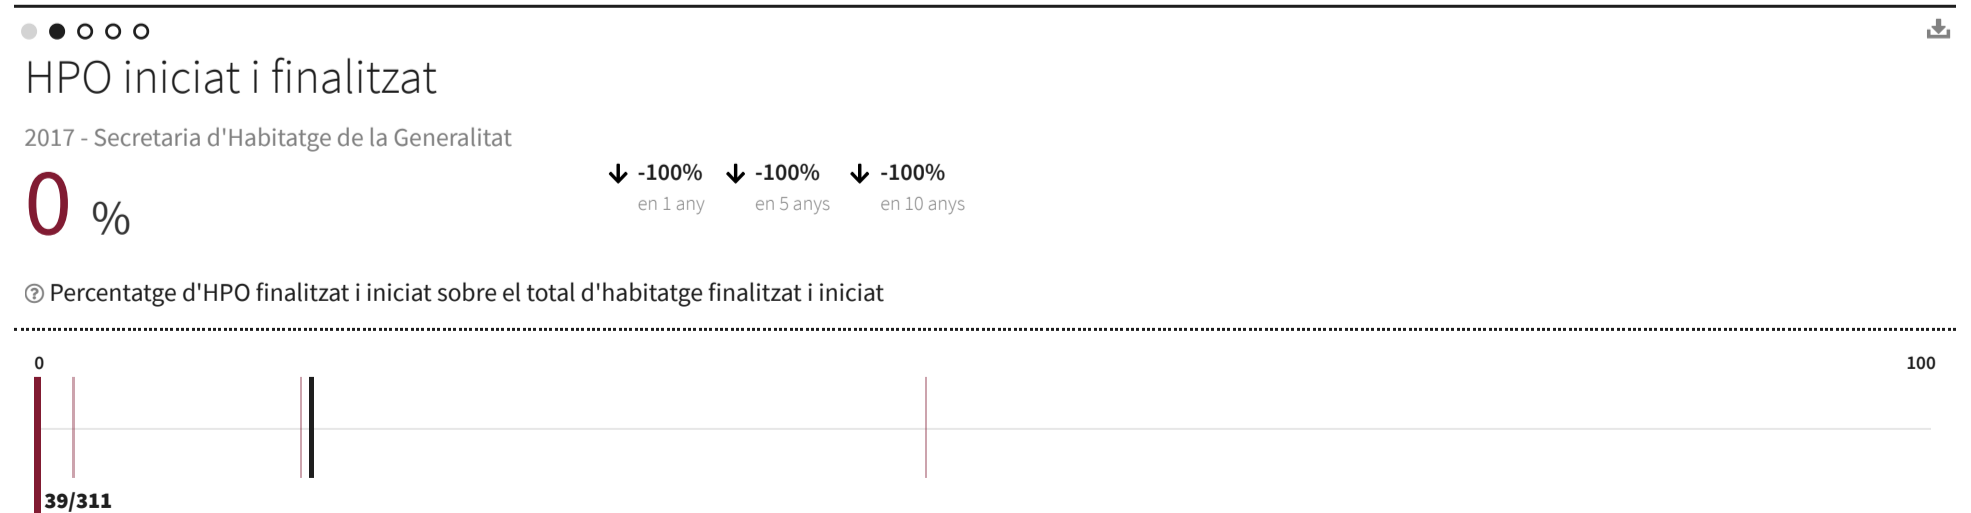 HPO iniciat i finalitzat
2017 - Secretaria d'Habitatge de la Generalitat
0 %
-100% -100% -100%
en 1 any en 5 anys en 10 anys
? Percentatge d'HPO finalitzat i iniciat sobre el total d'habitatge finalitzat i iniciat
0 100
39/311